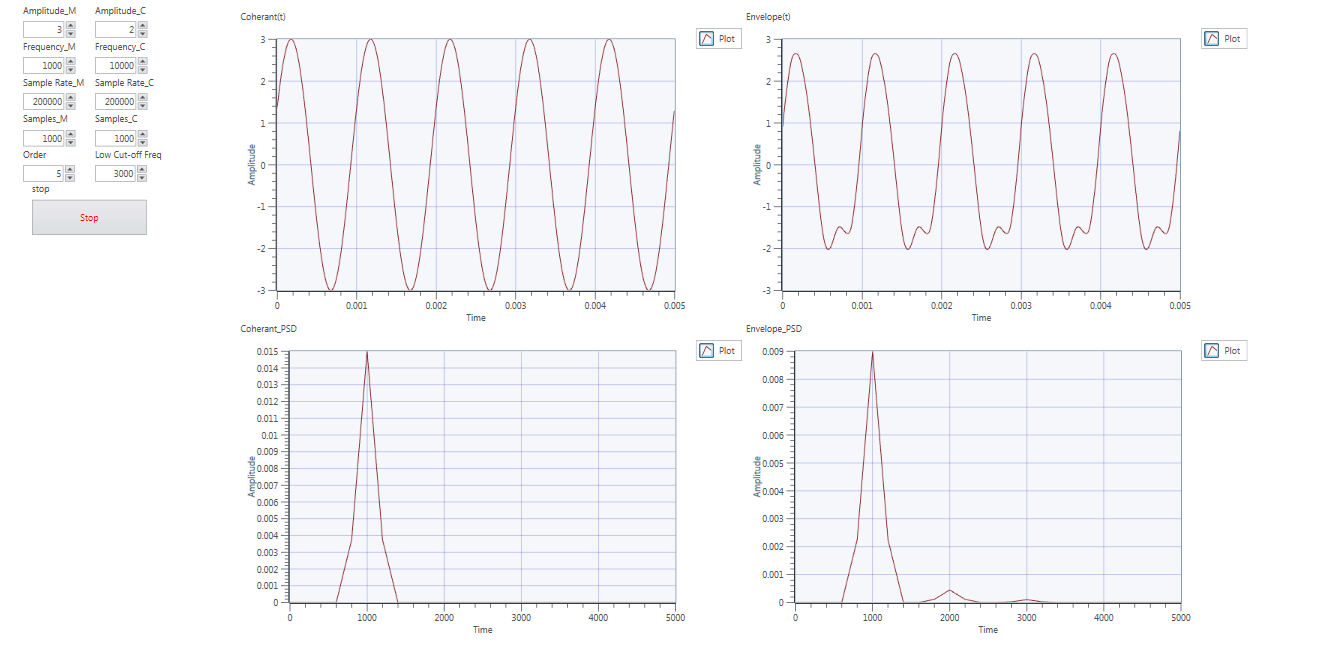 Amplitude_M Amplitude_C
3 2
Frequency_M Frequency_C
1000 10000
Sample Rate_M Sample Rate_C
200000 200000
Samples_M Samples_C
1000 1000
Order Low Cut-off Freq
5 3000
stop
Stop
Coherant(t)
Plot
Amplitude
3
2
1
0
-1
-2
-3
0 0.001 0.002 0.003 0.004 0.005
Time
Envelope(t)
Plot
Amplitude
3
2
1
0
-1
-2
-3
0 0.001 0.002 0.003 0.004 0.005
Time
Coherant_PSD
Plot
Amplitude
0.015
0.014
0.013
0.012
0.011
0.01
0.009
0.008
0.007
0.006
0.005
0.004
0.003
0.002
0.001
0
0 1000 2000 3000 4000 5000
Time
Envelope_PSD
Plot
Amplitude
0.009
0.008
0.007
0.006
0.005
0.004
0.003
0.002
0.001
0
0 1000 2000 3000 4000 5000
Time